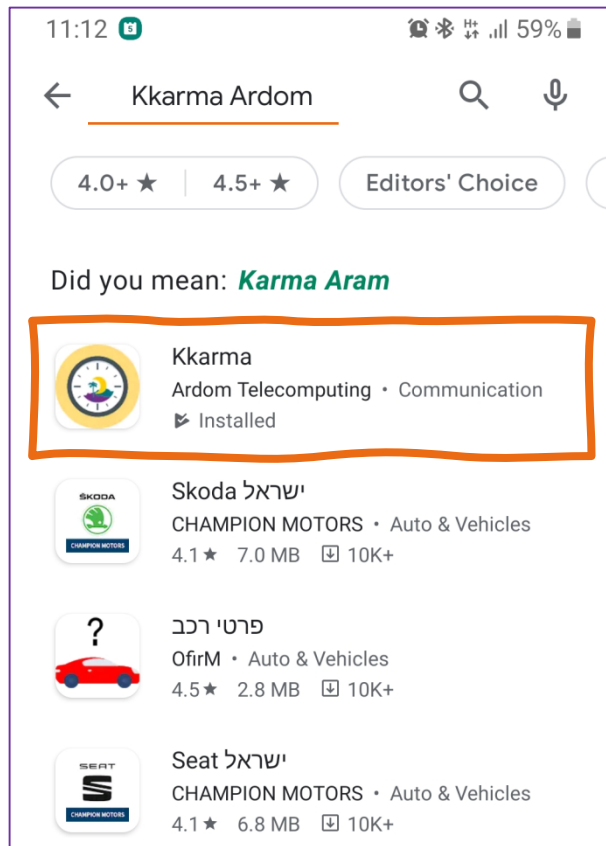 11:12 59%
Kkarma Ardom
4.0+ ★ 4.5+ ★ Editors' Choice
Did you mean: Karma Aram
Kkarma
Ardom Telecomputing • Communication
Installed
ŠKODA
CHAMPION MOTORS
Skoda ישראל
CHAMPION MOTORS • Auto & Vehicles
4.1★ 7.0 MB 10K+
?
פרטי רכב
OfirM • Auto & Vehicles
4.5★ 2.8 MB 10K+
SEAT
CHAMPION MOTORS
Seat ישראל
CHAMPION MOTORS • Auto & Vehicles
4.1★ 6.8 MB 10K+